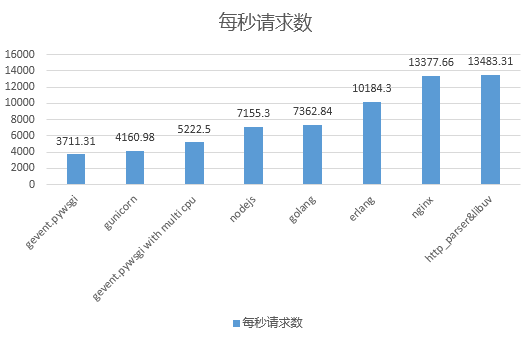 每秒请求数
16000
14000
12000
10000
8000
6000
4000
2000
0
3711.31
4160.98
5222.5
7155.3
7362.84
10184.3
13377.66
13483.31
gevent.pywsgi
gunicorn
gevent.pywsgi with multi cpu
nodejs
golang
erlang
nginx
http_parser&libuv
每秒请求数